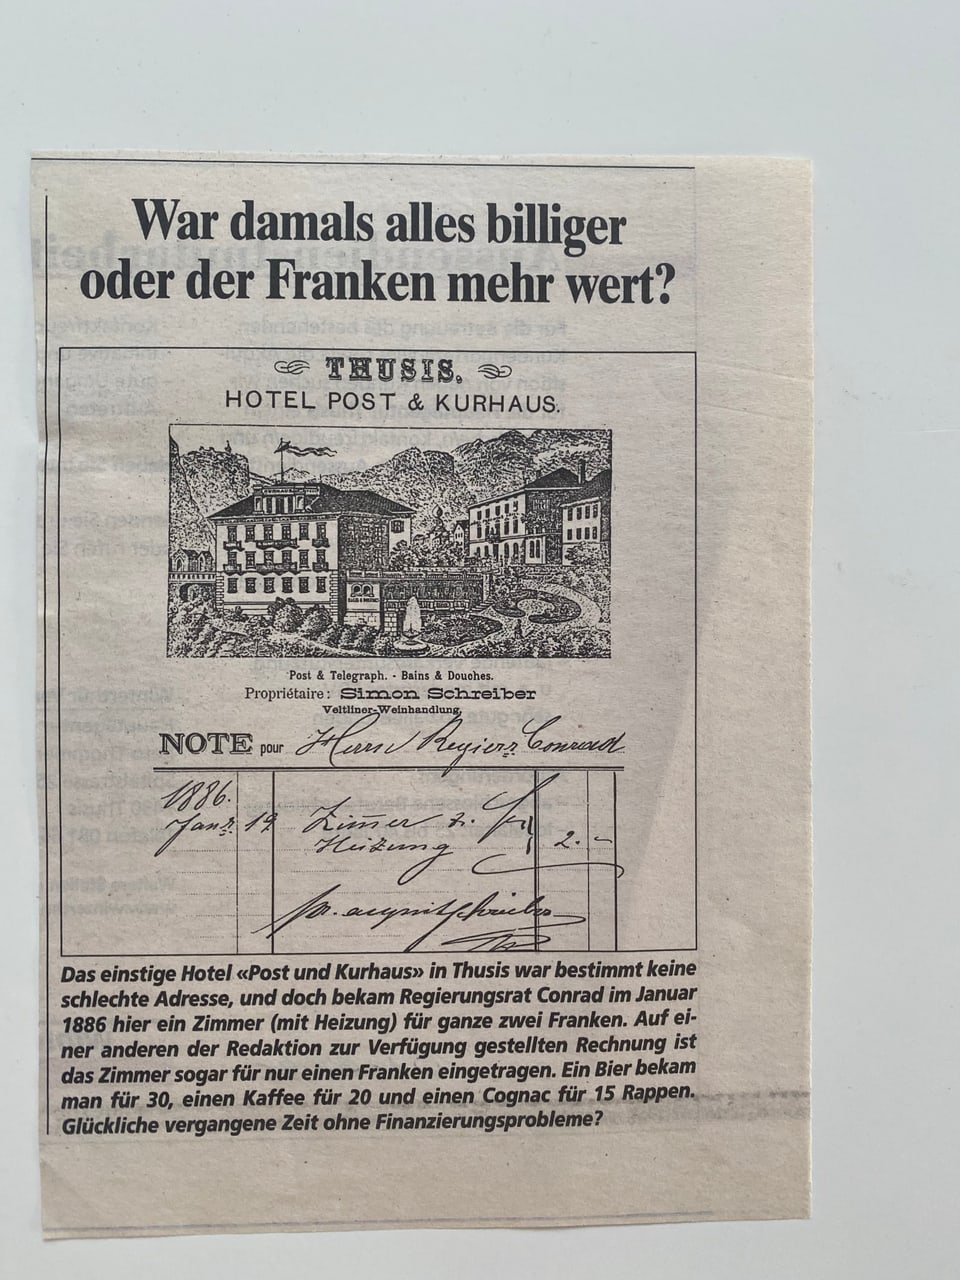 War damals alles billiger
oder der Franken mehr wert?
THUSIS.
HOTEL POST & KURHAUS.
Post & Telegraph. - Bains & Douches.
Propriétaire: Simon Schreiber
Veltliner-Weinhandlung,
NOTE pour Herrn Regierr Conrad
1886.
Janr. 19 Zimmer
Heizung 2. -
Das einstige Hotel «Post und Kurhaus» in Thusis war bestimmt keine
schlechte Adresse, und doch bekam Regierungsrat Conrad im Januar
1886 hier ein Zimmer (mit Heizung) für ganze zwei Franken. Auf ei-
ner anderen der Redaktion zur Verfügung gestellten Rechnung ist
das Zimmer sogar für nur einen Franken eingetragen. Ein Bier bekam
man für 30, einen Kaffee für 20 und einen Cognac für 15 Rappen.
Glückliche vergangene Zeit ohne Finanzierungsprobleme?